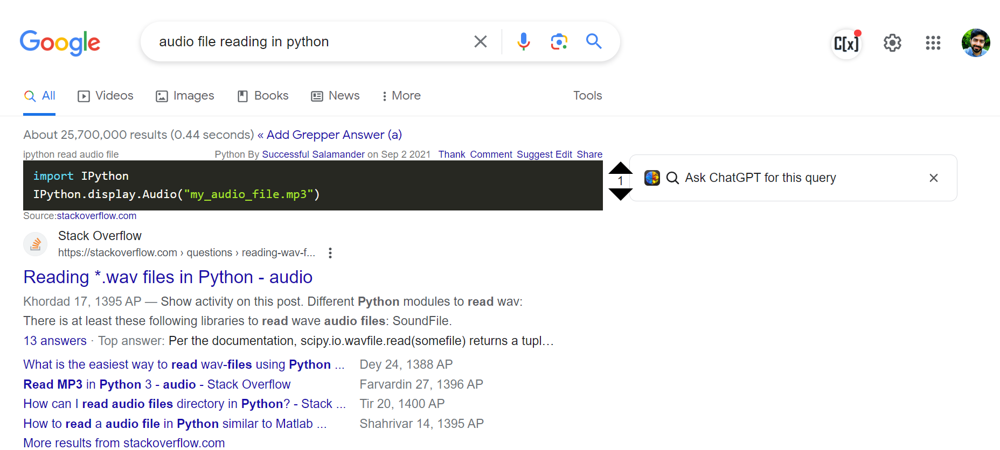 Google
audio file reading in python
C[x]
All
Videos
Images
Books
News
More
Tools
About 25,700,000 results (0.44 seconds) « Add Grepper Answer (a)
ipython read audio file
Python By Successful Salamander on Sep 2 2021 Thank Comment Suggest Edit Share
import IPython
IPython.display.Audio("my_audio_file.mp3")
1
Ask ChatGPT for this query
Source:stackoverflow.com
Stack Overflow
https://stackoverflow.com › questions › reading-wav-f...
Reading *.wav files in Python - audio
Khordad 17, 1395 AP — Show activity on this post. Different Python modules to read wav:
There is at least these following libraries to read wave audio files: SoundFile.
13 answers · Top answer: Per the documentation, scipy.io.wavfile.read(somefile) returns a tupl...
What is the easiest way to read wav-files using Python ... Dey 24, 1388 AP
Read MP3 in Python 3 - audio - Stack Overflow Farvardin 27, 1396 AP
How can I read audio files directory in Python? - Stack ... Tir 20, 1400 AP
How to read a audio file in Python similar to Matlab ... Shahrivar 14, 1395 AP
More results from stackoverflow.com